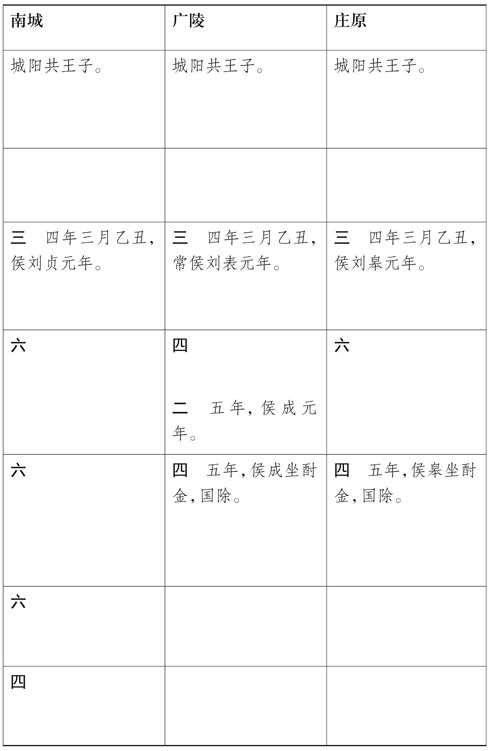 南城 广陵 庄原
城阳共王子。 城阳共王子。 城阳共王子。
三 四年三月乙丑， 三 四年三月乙丑， 三 四年三月乙丑，
侯刘贞元年。 常侯刘表元年。 侯刘皋元年。
六 四 六
二 五年，侯成元
年。
六 四 五年，侯成坐酎 四 五年，侯皋坐酎
金，国除。 金，国除。
六
四